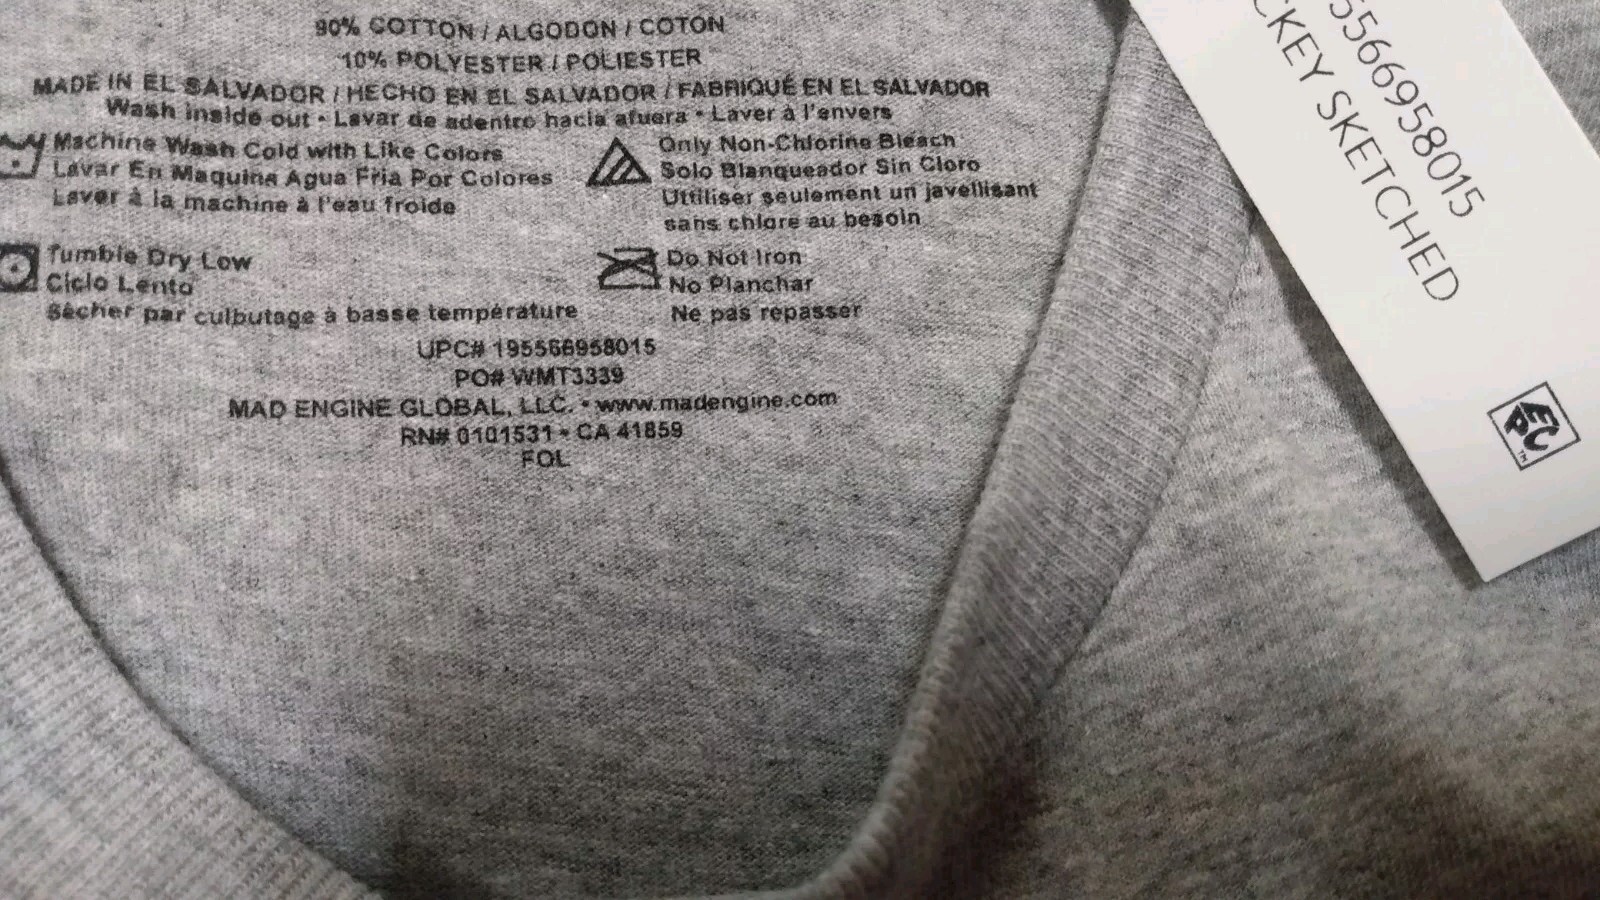 90% COTTON / ALGODON / COTON
10% POLYESTER / POLIESTER
MADE IN EL SALVADOR / HECHO EN EL SALVADOR / FABRIQUÉ EN EL SALVADOR
Wash inside out • Lavar de adentro hacia afuera • Laver à l'envers
Machine Wash Cold with Like Colors
Lavar En Maquina Agua Fria Por Colores
Laver à la machine à l'eau froide
Only Non-Chlorine Bleach
Solo Blanqueador Sin Cloro
Utiliser seulement un javellisant
sans chlore au besoin
Tumble Dry Low
Ciclo Lento
Sècher par culbutage à basse température
Do Not Iron
No Planchar
Ne pas repasser
UPC# 195566958015
PO# WMT3339
MAD ENGINE GLOBAL, LLC. • www.madengine.com
RN# 0101531 • CA 41859
FOL
5566958015
CKEY SKETCHED
EPC TM